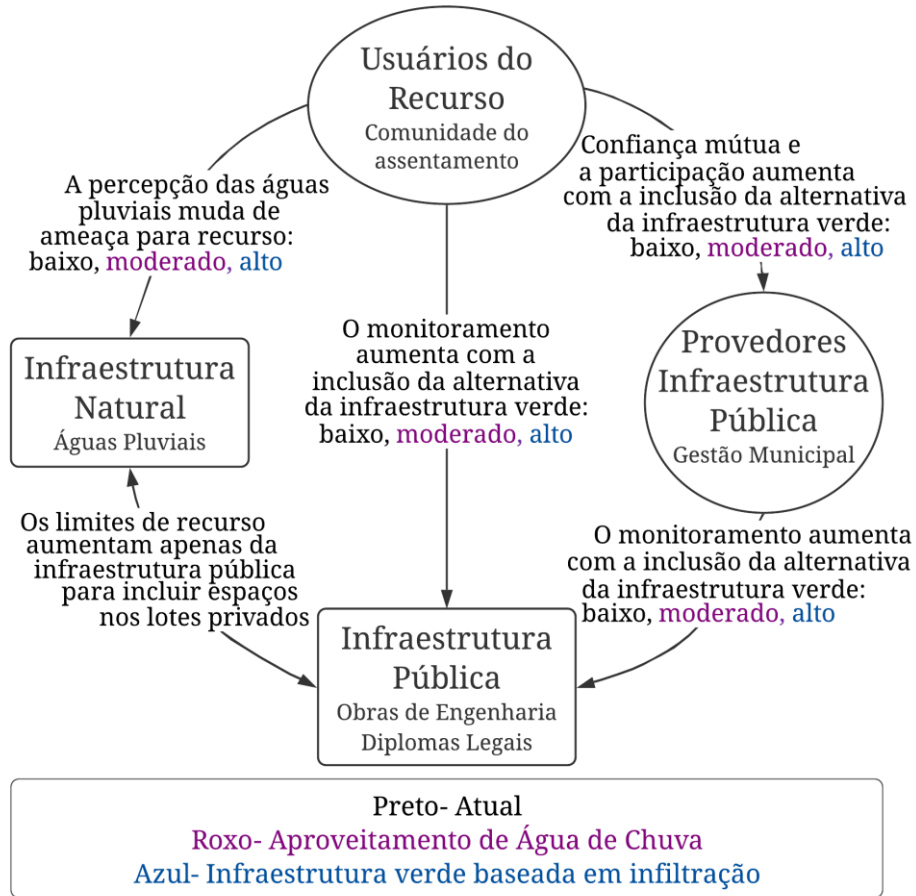 Usuários do
Recurso
Comunidade do
assentamento
A percepção das águas
pluviais muda de
ameaça para recurso:
baixo, moderado, alto
Confiança mútua e
a participação aumenta
com a inclusão da alternativa
da infraestrutura verde:
baixo, moderado, alto
O monitoramento
aumenta com a
inclusão da alternativa
da infraestrutura verde:
baixo, moderado, alto
Infraestrutura
Natural
Águas Pluviais
Provedores
Infraestrutura
Pública
Gestão Municipal
Os limites de recurso
aumentam apenas da
infraestrutura pública
para incluir espaços
nos lotes privados
O monitoramento aumenta
com a inclusão da alternativa
da infraestrutura verde:
baixo, moderado, alto
Infraestrutura
Pública
Obras de Engenharia
Diplomas Legais
Preto- Atual
Roxo- Aproveitamento de Água de Chuva
Azul- Infraestrutura verde baseada em infiltração